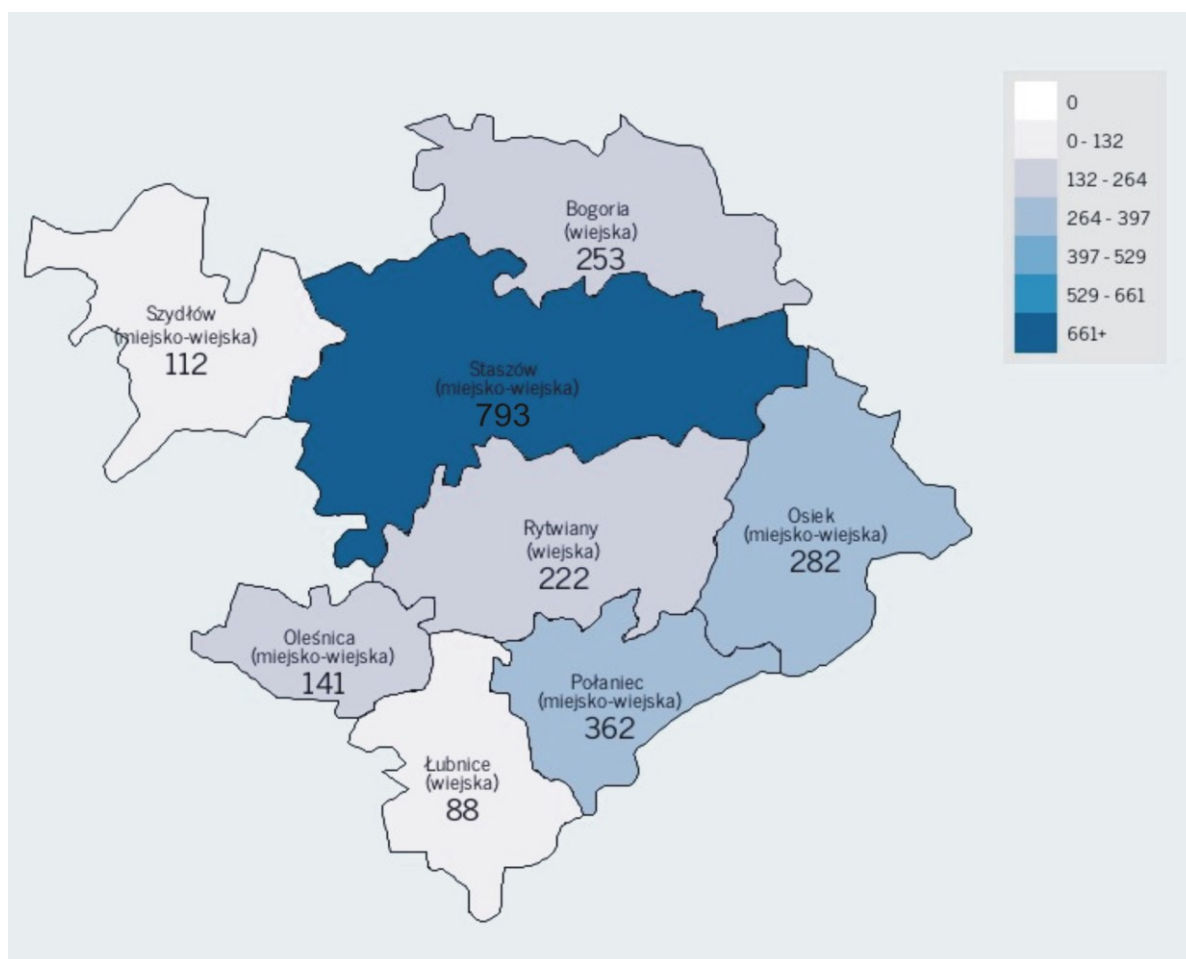 0
0 - 132
132 - 264
264 - 397
397 - 529
529 - 661
661+
Bogoria
(wiejska)
253
Szydłów
(miejsko-wiejska)
112
Staszów
(miejsko-wiejska)
793
Osiek
(miejsko-wiejska)
282
Rytwiany
(wiejska)
222
Oleśnica
(miejsko-wiejska)
141
Połaniec
(miejsko-wiejska)
362
Łubnice
(wiejska)
88